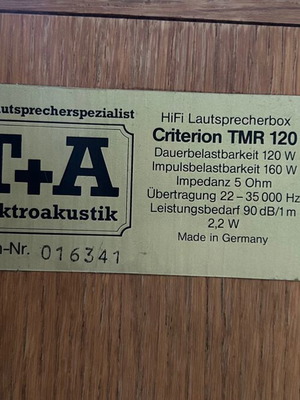 utsprecherspezialist
T+A
ktroakustik
n-Nr. 016341
HiFi Lautsprecherbox
Criterion TMR 120
Dauerbelastbarkeit 120 W
Impulsbelastbarkeit 160 W
Impedanz 5 Ohm
Übertragung 22–35 000 Hz
Leistungsbedarf 90 dB/1 m
2,2 W
Made in Germany